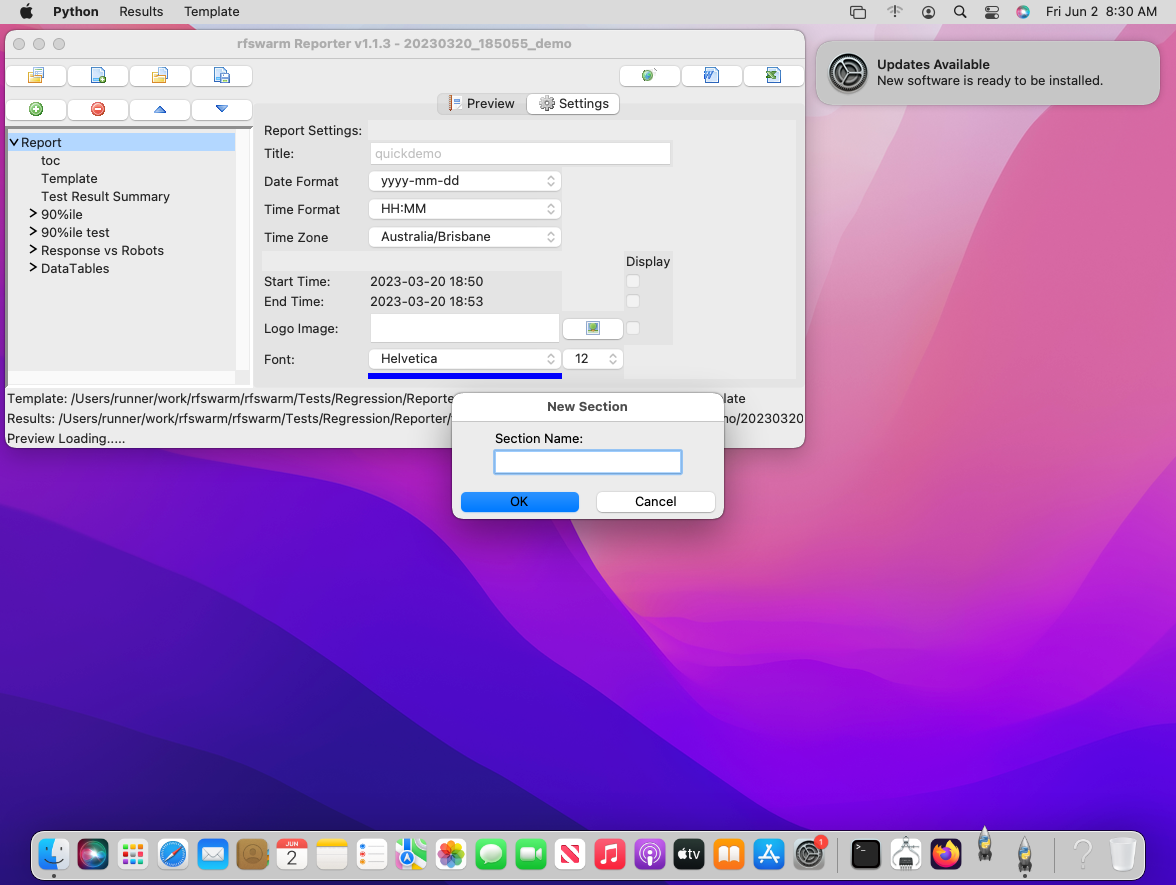 Python Results Template Fri Jun 2 8:30 AM
rfswarm Reporter v1.1.3 - 20230320_185055_demo
Updates Available
New software is ready to be installed.
Preview Settings
Report
toc
Template
Test Result Summary
90%ile
90%ile test
Response vs Robots
DataTables
Report Settings:
Title: quickdemo
Date Format yyyy-mm-dd
Time Format HH:MM
Time Zone Australia/Brisbane
Display
Start Time: 2023-03-20 18:50
End Time: 2023-03-20 18:53
Logo Image:
Font: Helvetica 12
Template: /Users/runner/work/rfswarm/rfswarm/Tests/Regression/Reporte late
Results: /Users/runner/work/rfswarm/rfswarm/Tests/Regression/Reporter/ no/20230320
Preview Loading.....
New Section
Section Name:
OK Cancel
JUN
2
tv
1
>_